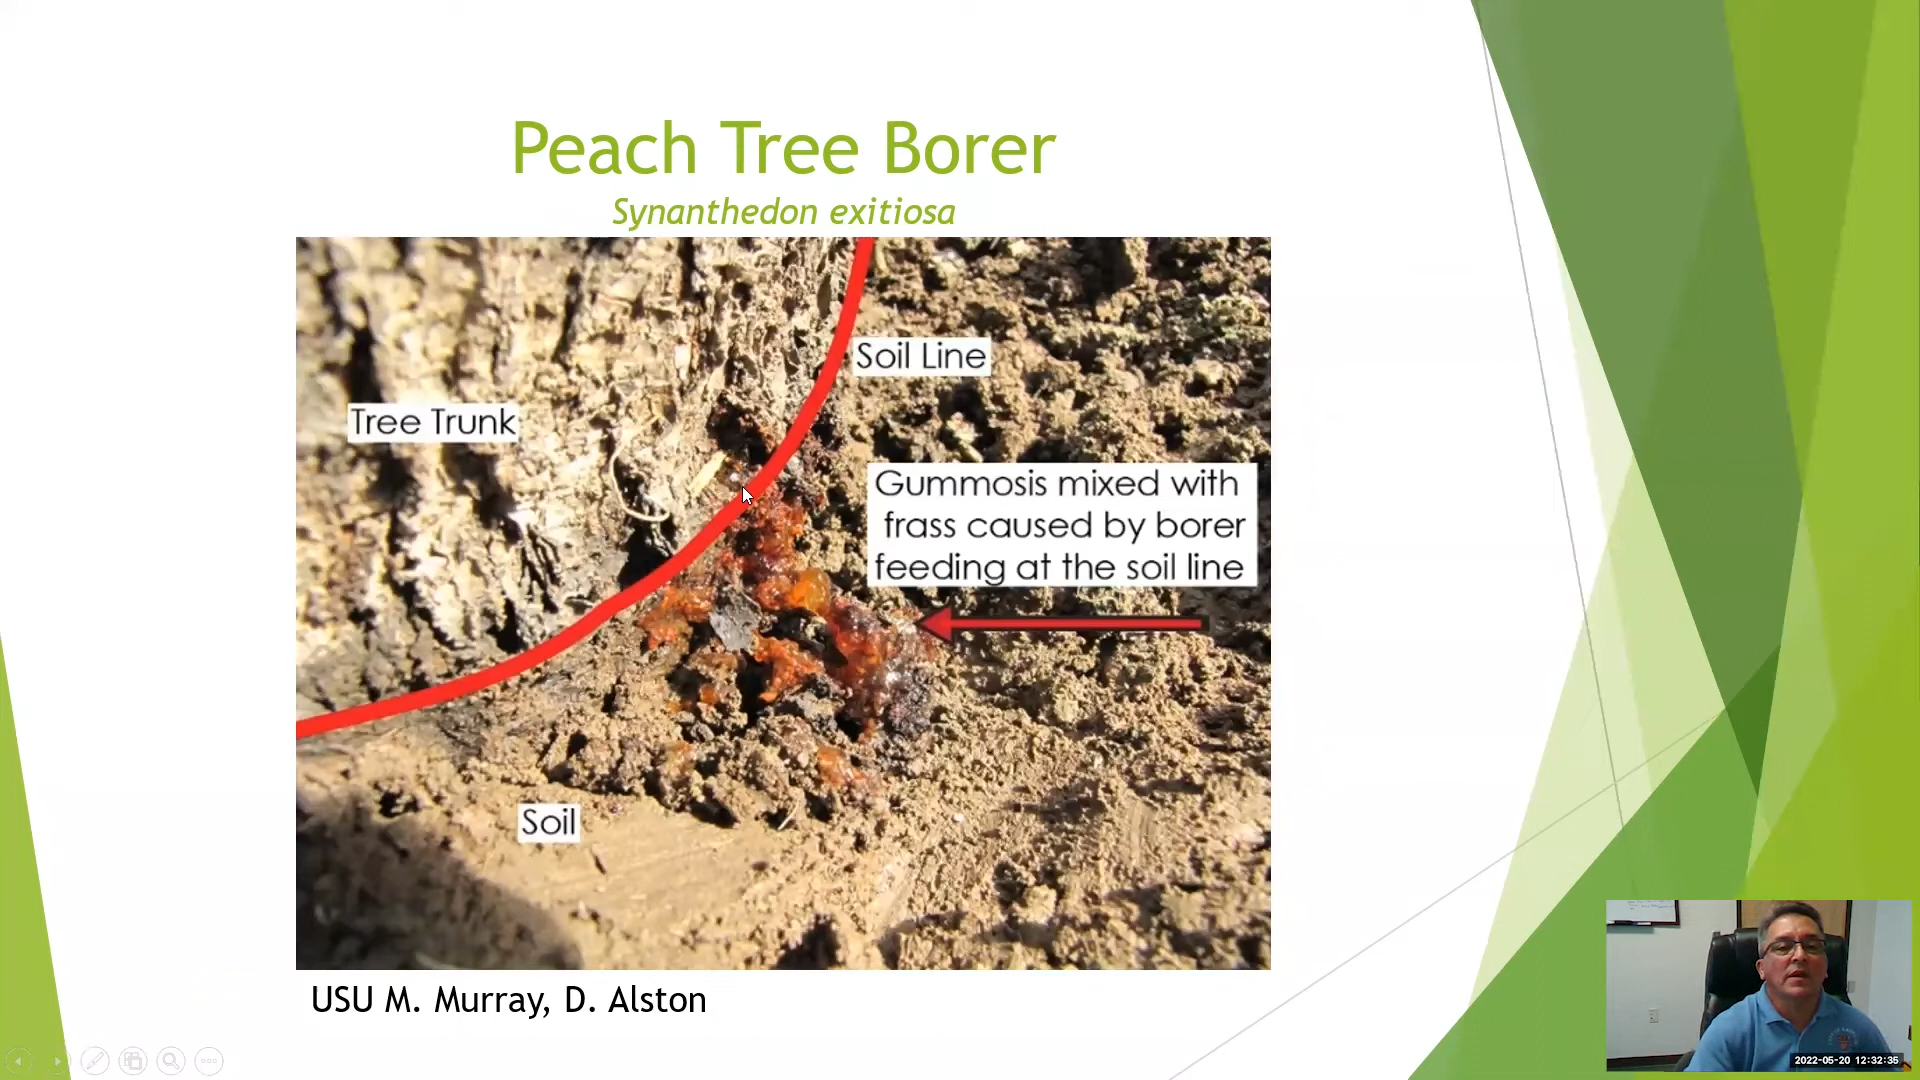 Peach Tree Borer
Synanthedon exitiosa
Soil Line
Tree Trunk
Gummosis mixed with
frass caused by borer
feeding at the soil line
Soil
USU M. Murray, D. Alston
2022-05-20 12:32:35